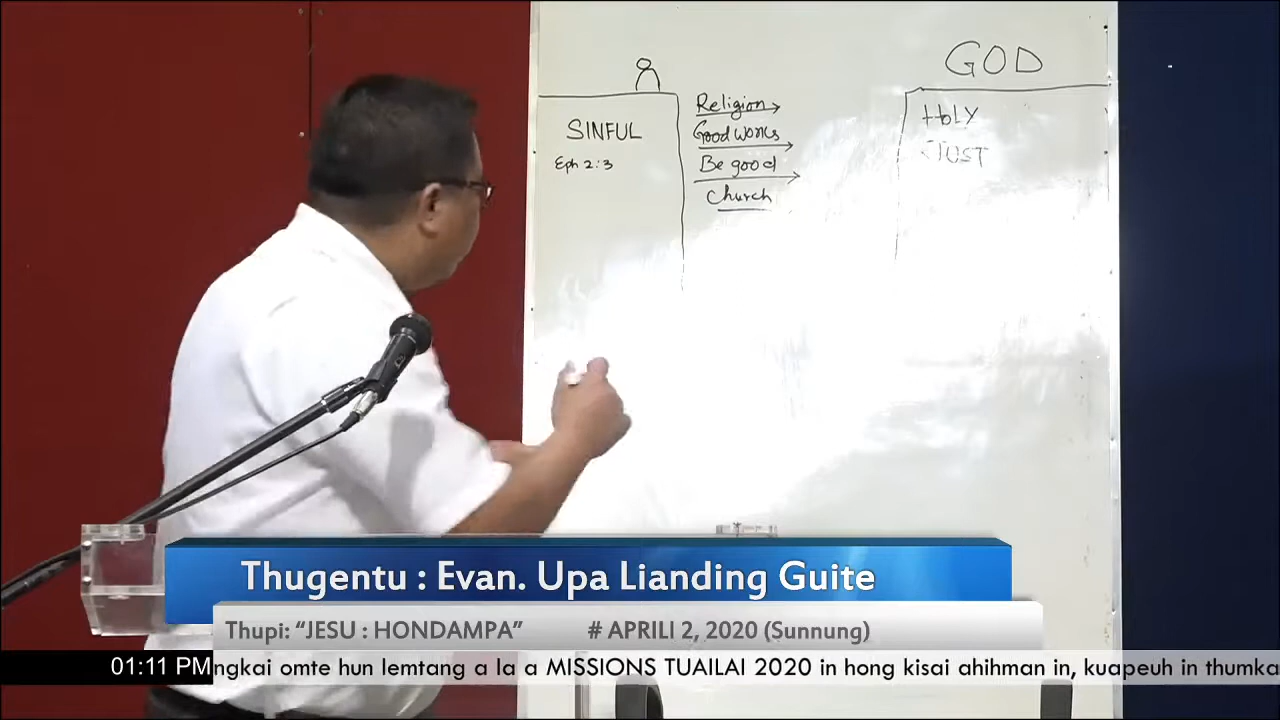 GOD
SINFUL
Eph 2:3
Religion
Good works
Be good
Church
HOLY
JUST
Thugentu : Evan. Upa Lianding Guite
Thupi: “JESU : HONDAMPA” # APRILI 2, 2020 (Sunnung)
01:11 PM ngkai omte hun lemtang a la a MISSIONS TUAILAI 2020 in hong kisai ahihman in, kuapeuh in thumka